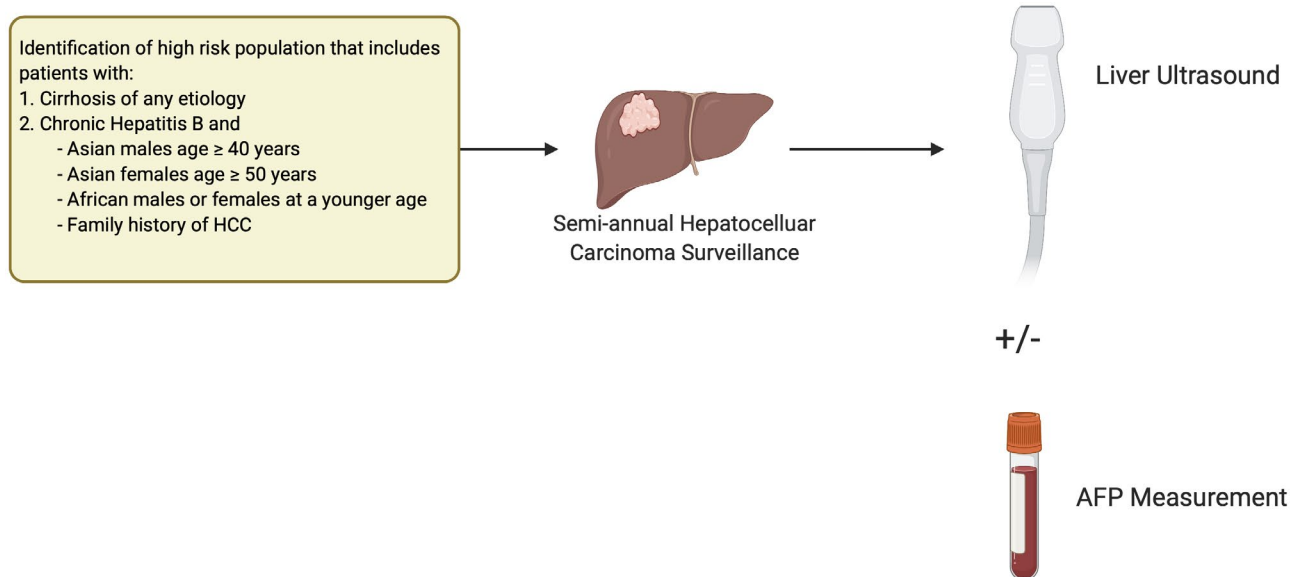 Identification of high risk population that includes
patients with:
1. Cirrhosis of any etiology
2. Chronic Hepatitis B and
- Asian males age ≥ 40 years
- Asian females age ≥ 50 years
- African males or females at a younger age
- Family history of HCC
Semi-annual Hepatocelluar
Carcinoma Surveillance
Liver Ultrasound
+/-
AFP Measurement